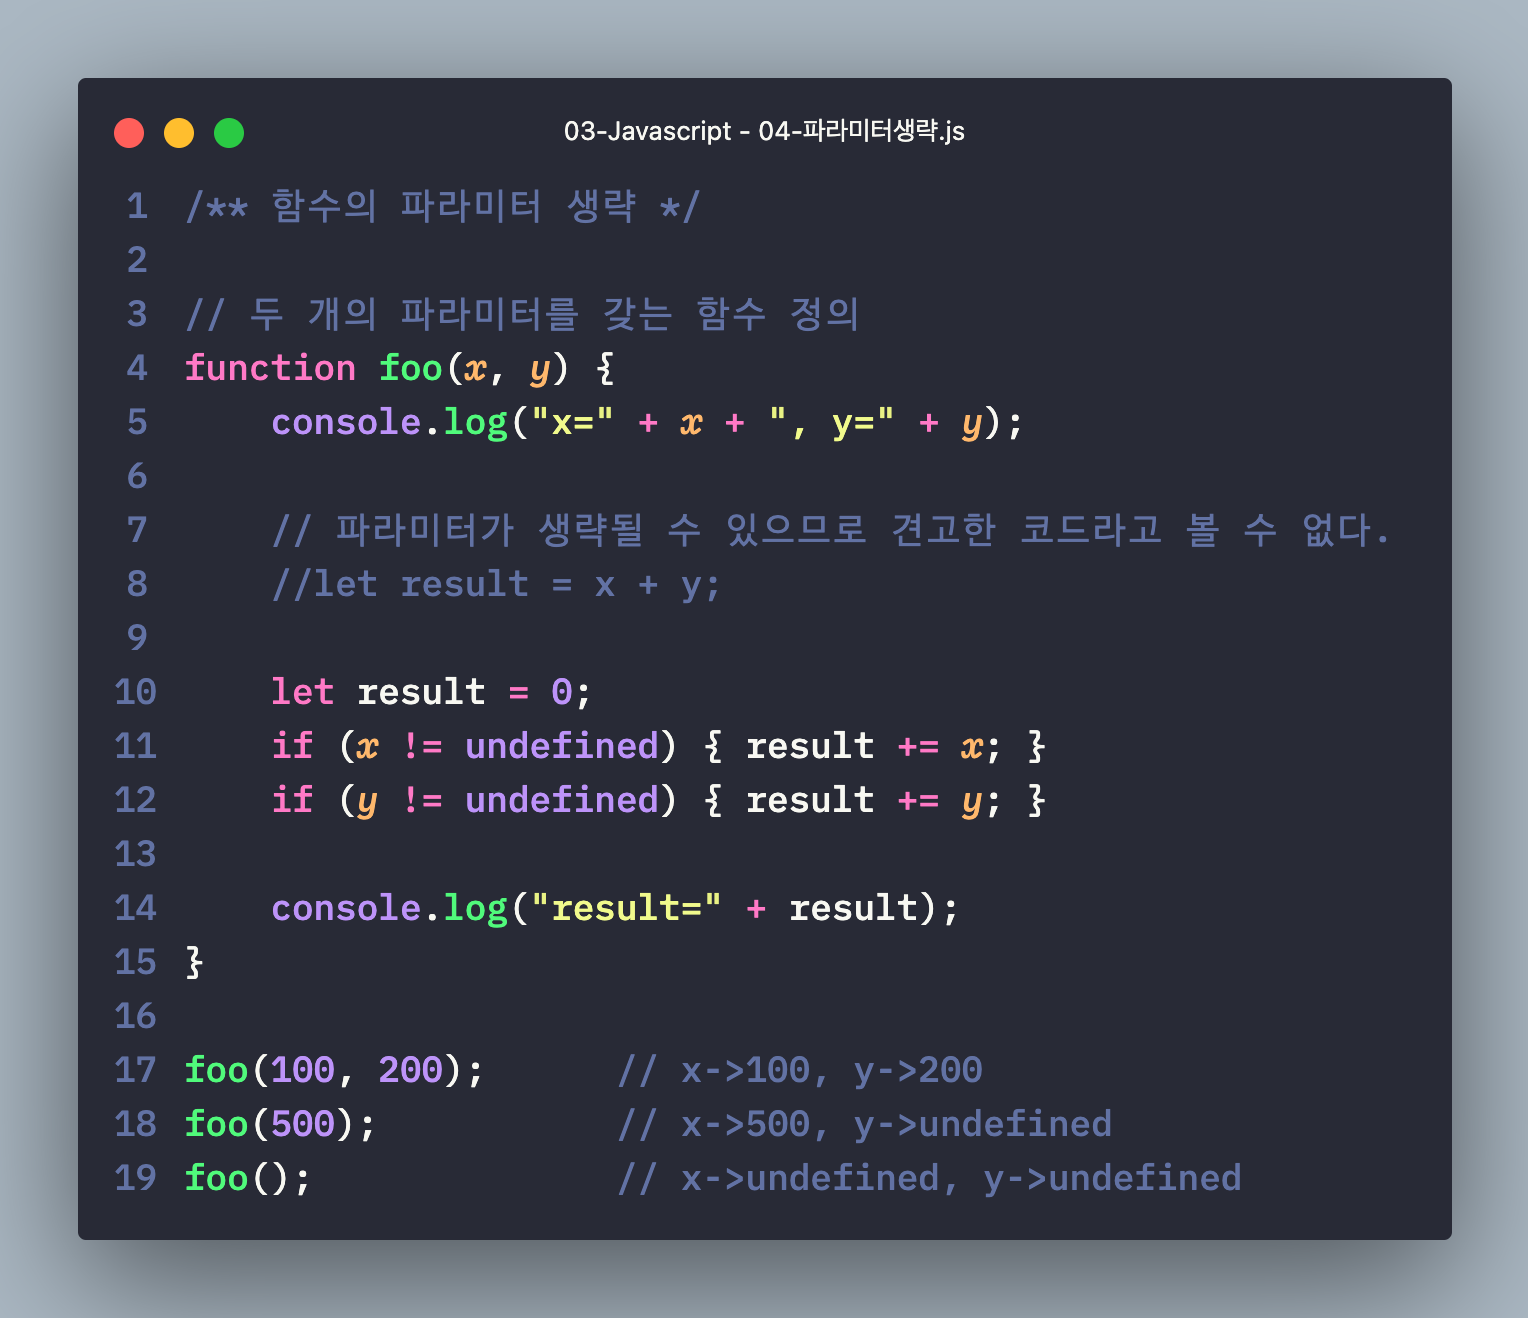 03-Javascript - 04-파라미터생략.js
1 /** 함수의 파라미터 생략 */
2
3 // 두 개의 파라미터를 갖는 함수 정의
4 function foo(x, y) {
5     console.log("x=" + x + ", y=" + y);
6
7     // 파라미터가 생략될 수 있으므로 견고한 코드라고 볼 수 없다.
8     //let result = x + y;
9
10     let result = 0;
11     if (x != undefined) { result += x; }
12     if (y != undefined) { result += y; }
13
14     console.log("result=" + result);
15 }
16
17 foo(100, 200);      // x->100, y->200
18 foo(500);           // x->500, y->undefined
19 foo();              // x->undefined, y->undefined